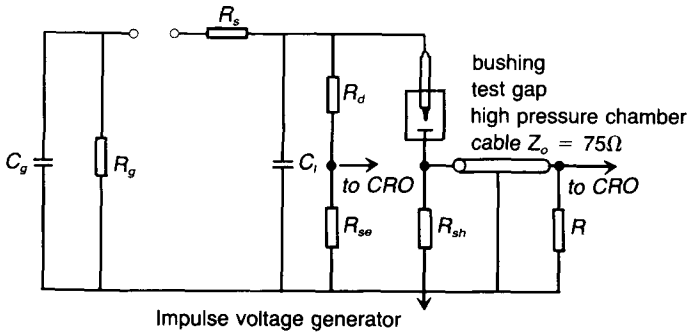 R_s
bushing
test gap
high pressure chamber
cable Z_o = 75Ω
R_d
C_g
R_g
C_l
to CRO
to CRO
R_se
R_sh
R
Impulse voltage generator